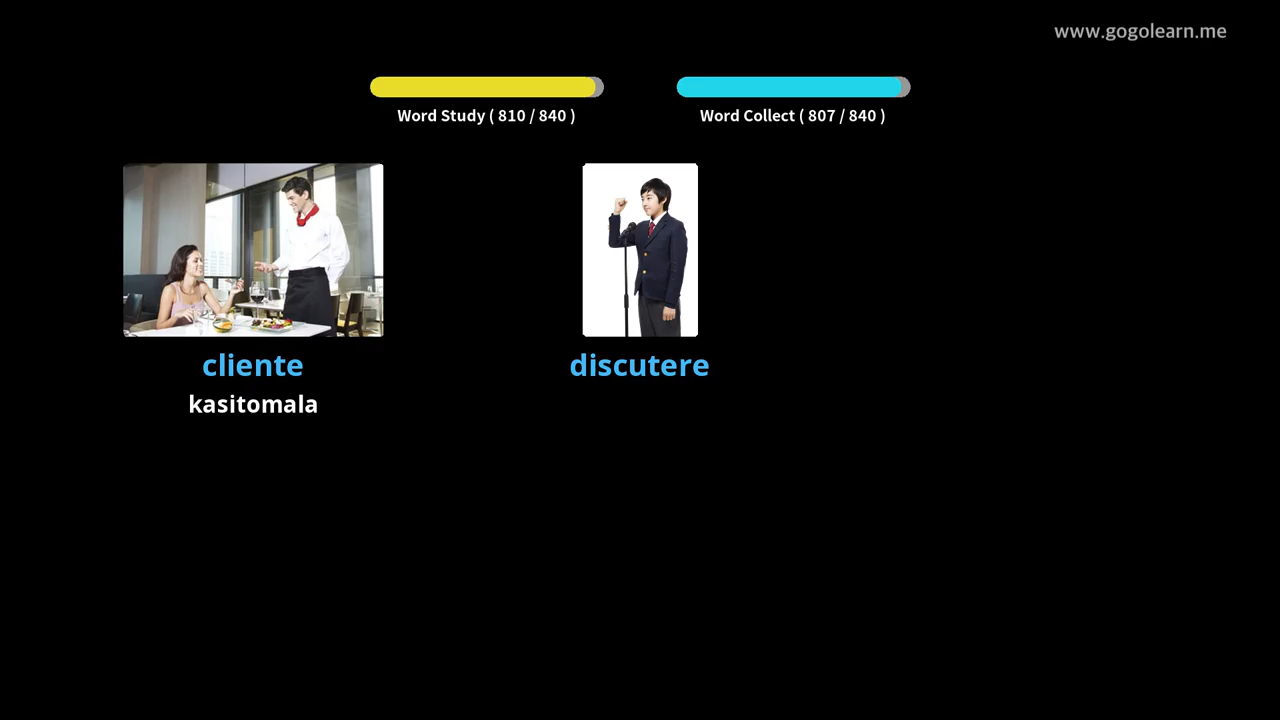 www.gogolearn.me
Word Study ( 810 / 840 )
Word Collect ( 807 / 840 )
cliente
kasitomala
discutere